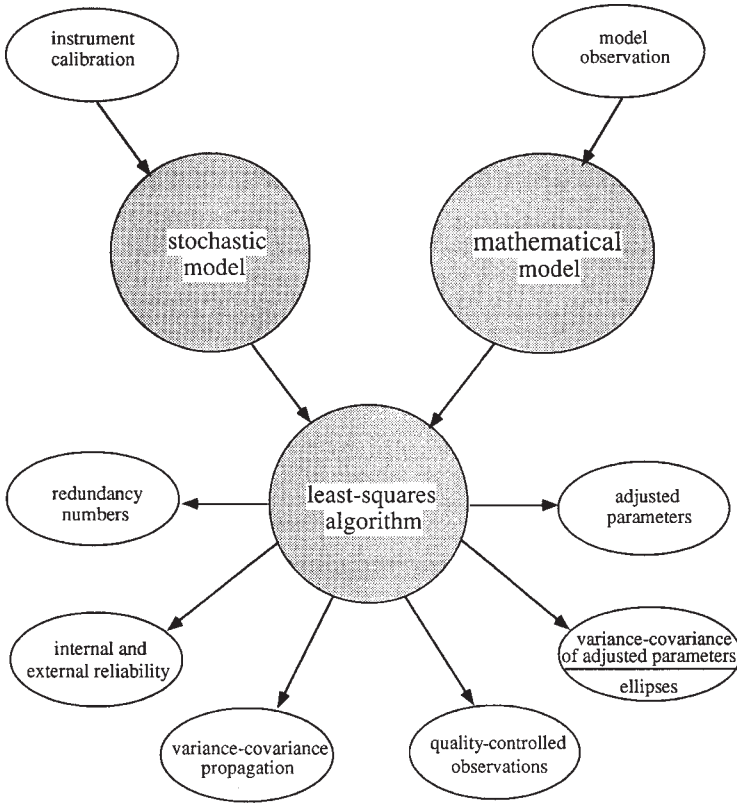 instrument
calibration
model
observation
stochastic
model
mathematical
model
least-squares
algorithm
redundancy
numbers
adjusted
parameters
internal and
external reliability
variance-covariance
of adjusted parameters
ellipses
variance-covariance
propagation
quality-controlled
observations